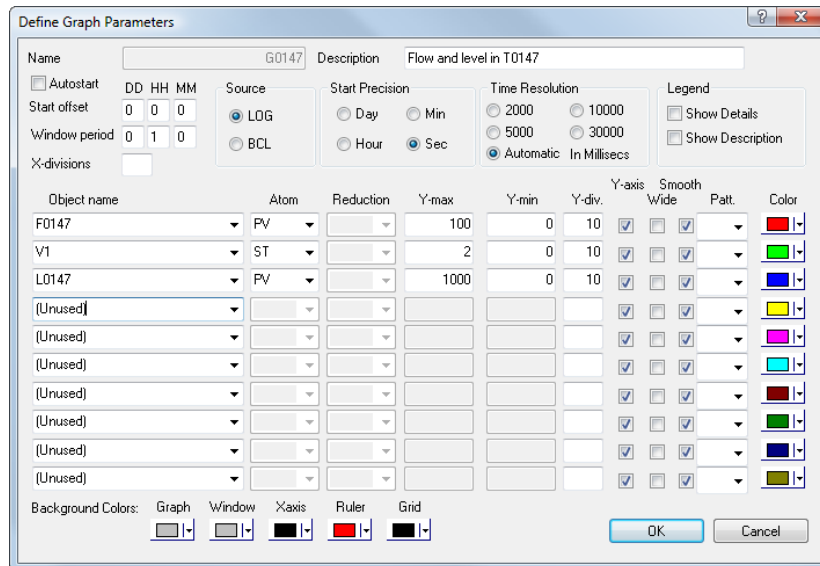 Define Graph Parameters
Name G0147 Description Flow and level in T0147
Autostart DD HH MM Source Start Precision Time Resolution Legend
Start offset 0 0 0 LOG Day Min 2000 10000 Show Details
Window period 0 1 0 BCL Hour Sec 5000 30000 Show Description
X-divisions Automatic In Millisecs
Y-axis Smooth
Object name Atom Reduction Y-max Y-min Y-div. Wide Patt. Color
F0147 PV 100 0 10
V1 ST 2 0 10
L0147 PV 1000 0 10
(Unused)
(Unused)
(Unused)
(Unused)
(Unused)
(Unused)
(Unused)
Background Colors: Graph Window Xaxis Ruler Grid
OK Cancel